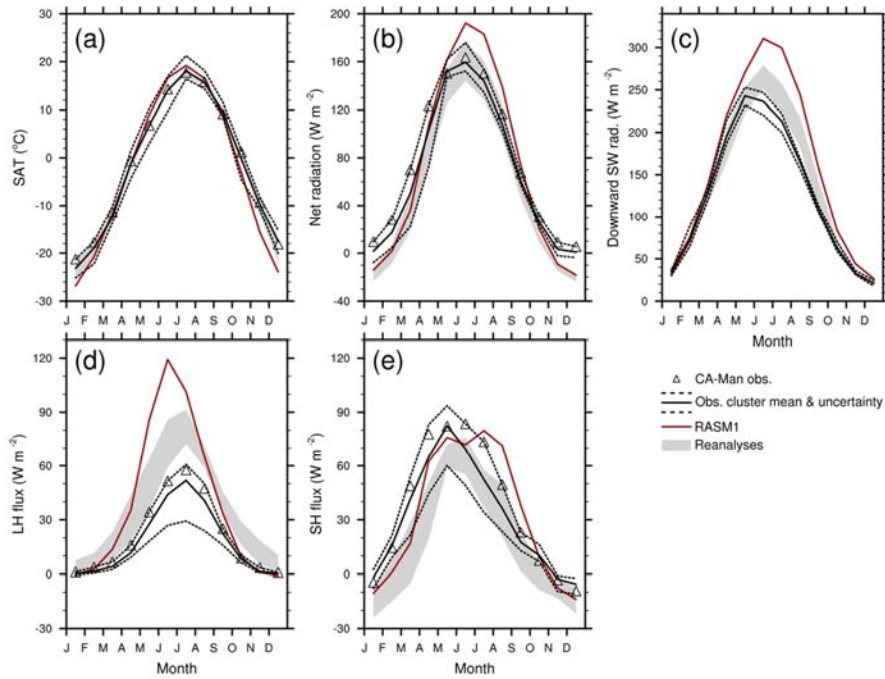 (a)
SAT (°C)
30
20
10
0
-10
-20
-30
J F M A M J J A S O N D
(b)
Net radiation (W m⁻²)
200
160
120
80
40
0
-40
J F M A M J J A S O N D
(c)
Downward SW rad. (W m⁻²)
300
250
200
150
100
50
0
J F M A M J J A S O N D
Month
(d)
LH flux (W m⁻²)
120
90
60
30
0
-30
J F M A M J J A S O N D
Month
(e)
SH flux (W m⁻²)
120
90
60
30
0
-30
J F M A M J J A S O N D
Month
CA-Man obs.
Obs. cluster mean & uncertainty
RASM1
Reanalyses